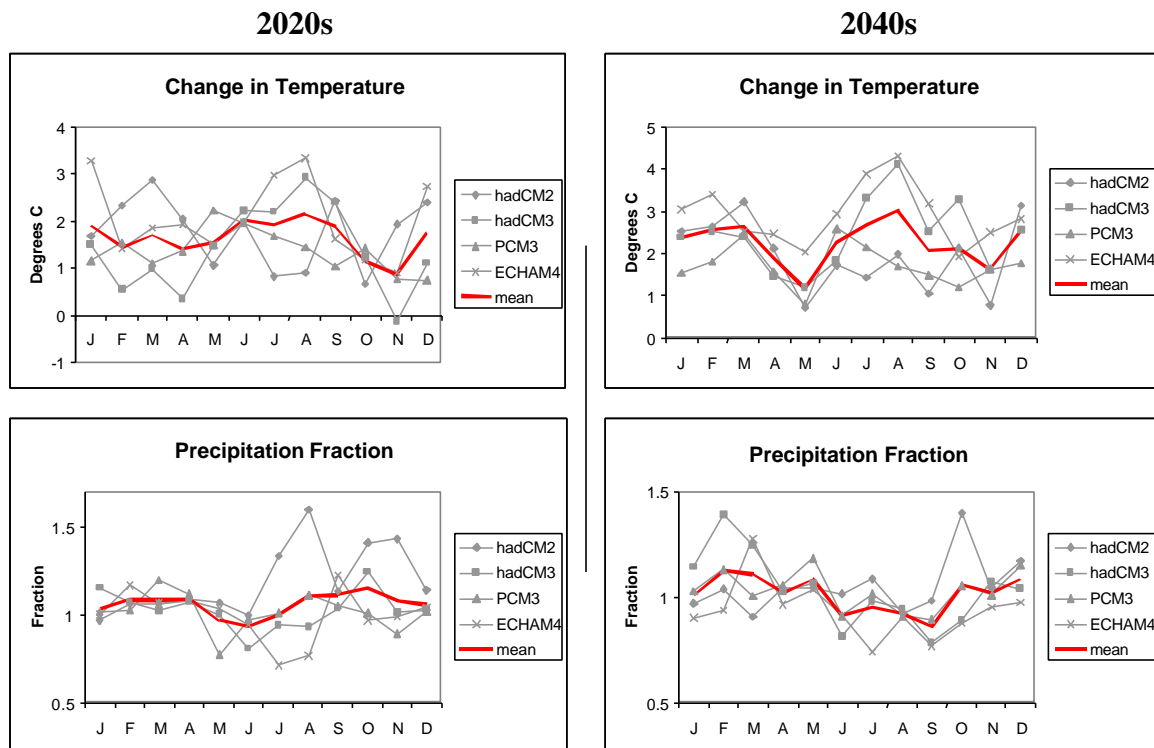 2020s
2040s
Change in Temperature
4
3
2
1
0
-1
Degrees C
J F M A M J J A S O N D
hadCM2
hadCM3
PCM3
ECHAM4
mean
Change in Temperature
5
4
3
2
1
0
Degrees C
J F M A M J J A S O N D
hadCM2
hadCM3
PCM3
ECHAM4
mean
Precipitation Fraction
1.5
1
0.5
Fraction
J F M A M J J A S O N D
hadCM2
hadCM3
PCM3
ECHAM4
mean
Precipitation Fraction
1.5
1
0.5
Fraction
J F M A M J J A S O N D
hadCM2
hadCM3
PCM3
ECHAM4
mean